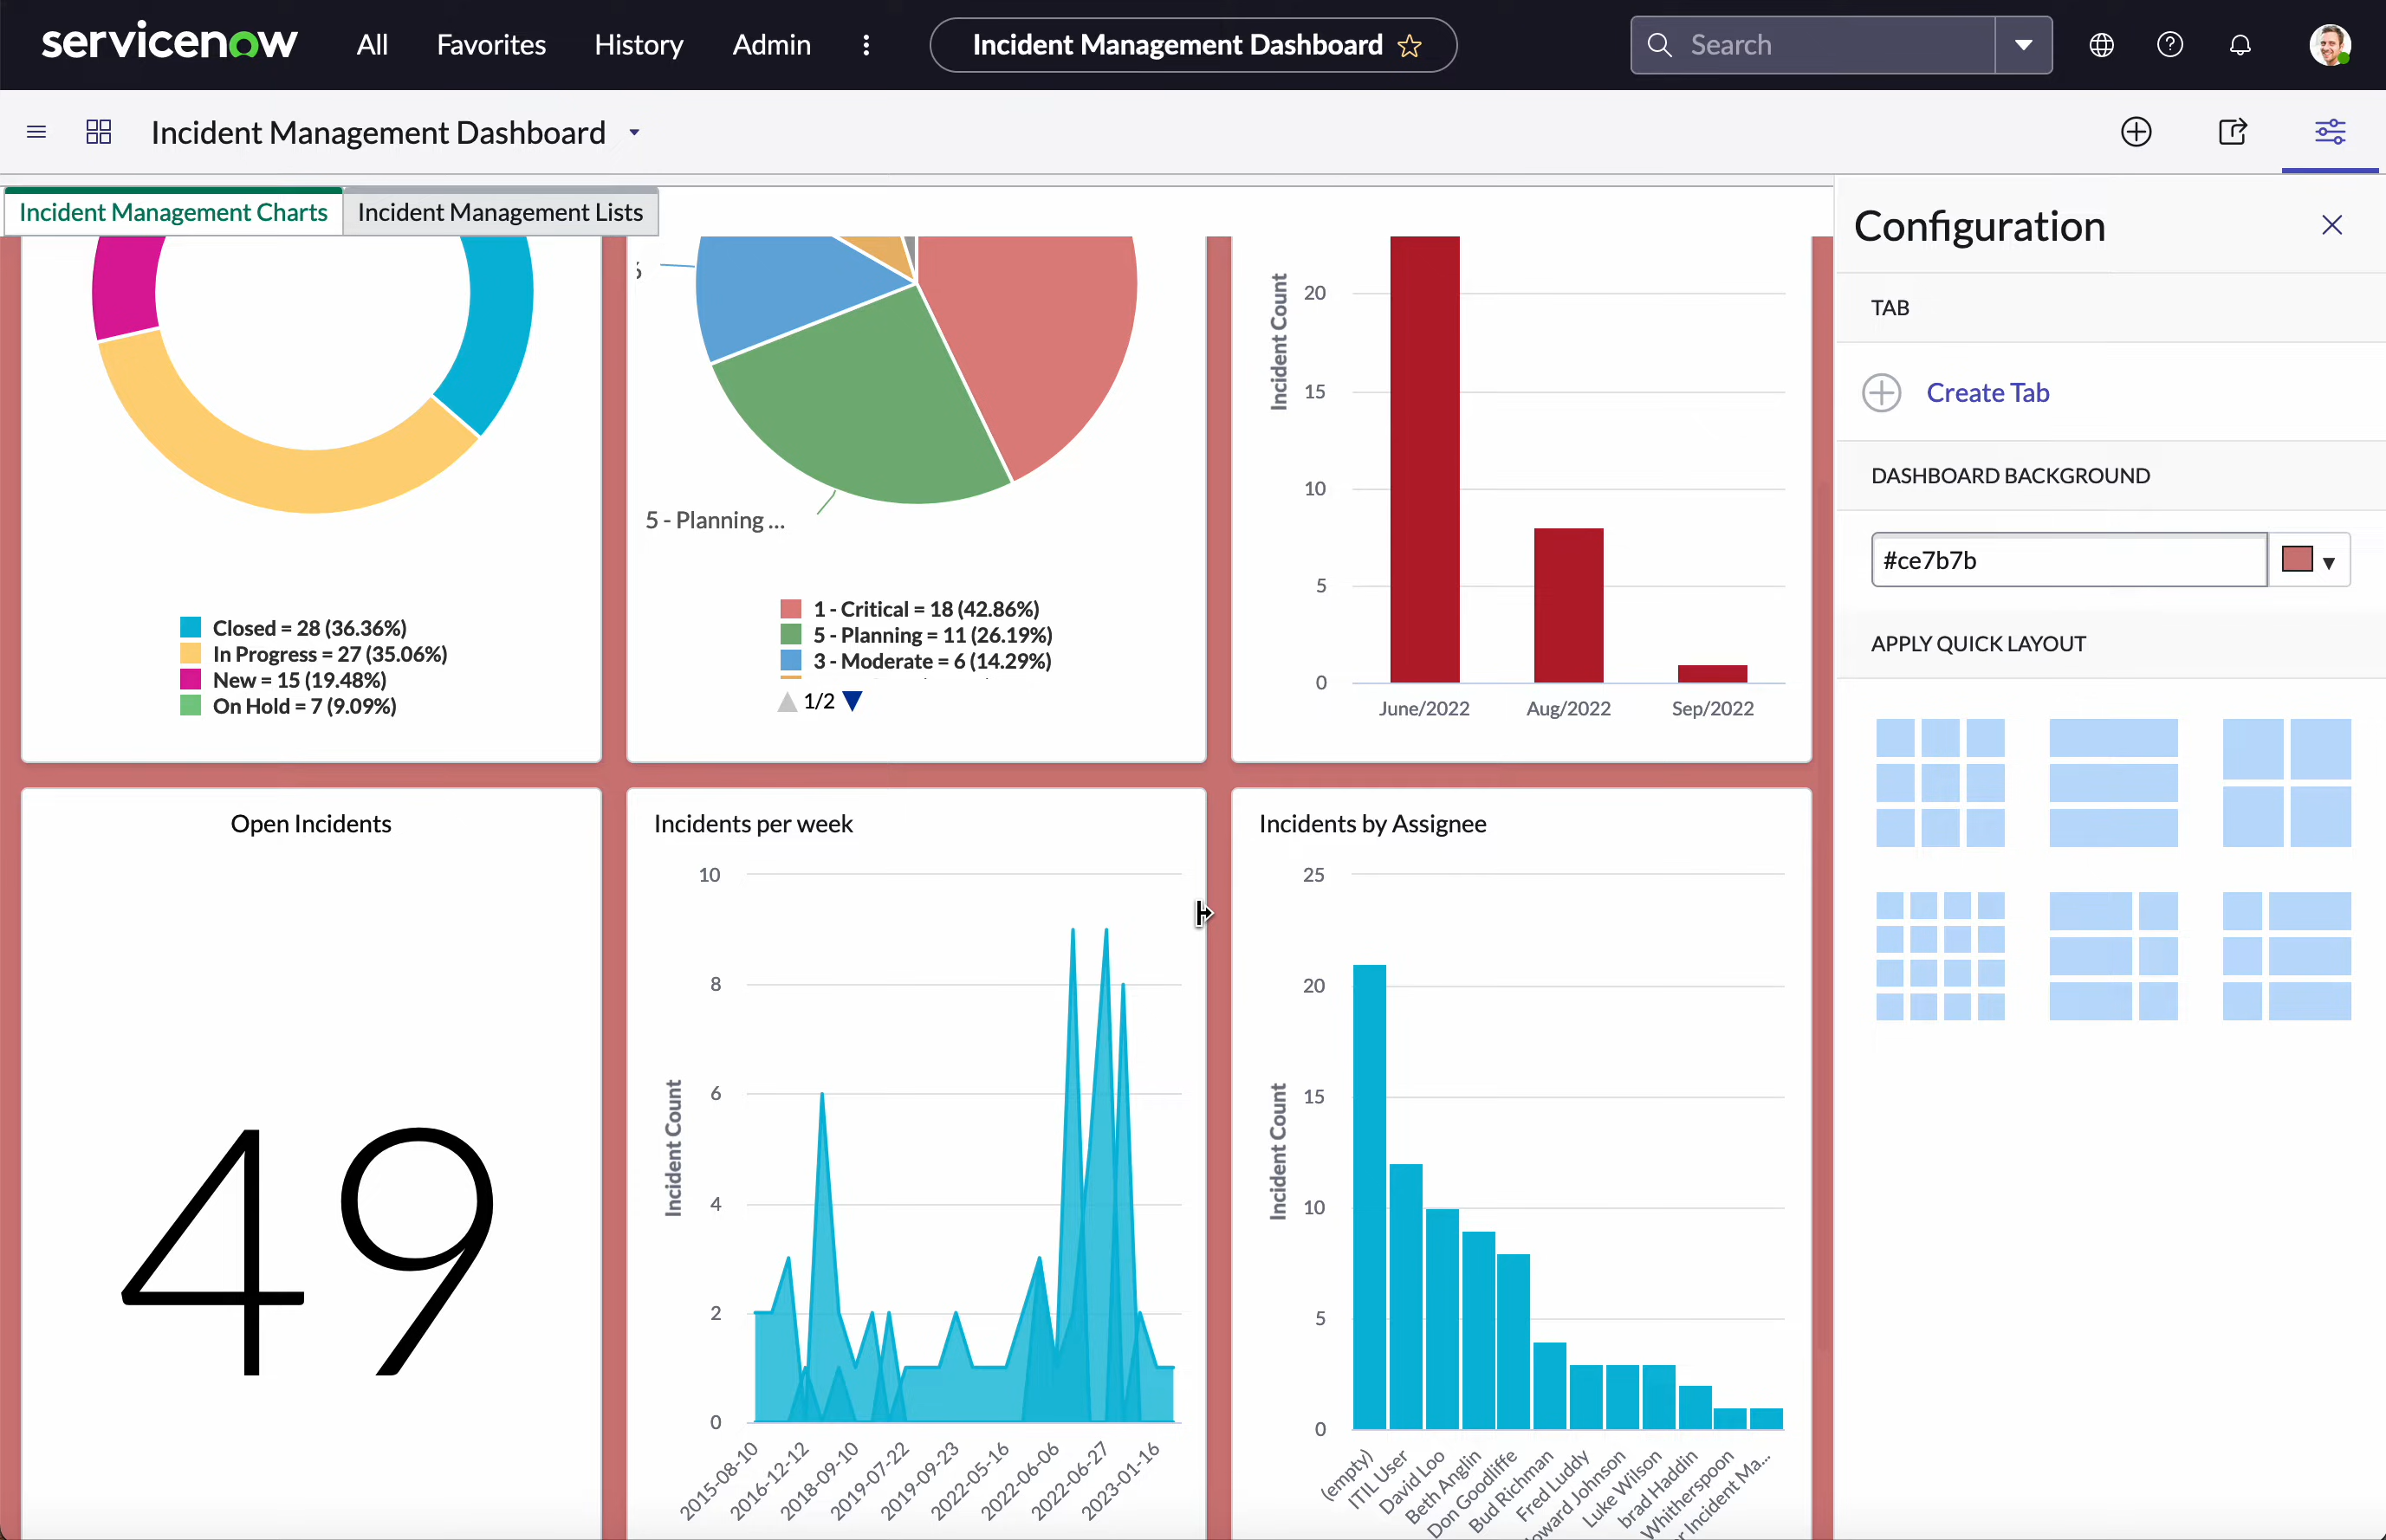 servicenow All Favorites History Admin Incident Management Dashboard Search
Incident Management Dashboard
Incident Management Charts Incident Management Lists
Configuration
TAB
Create Tab
DASHBOARD BACKGROUND
#ce7b7b
APPLY QUICK LAYOUT
Closed = 28 (36.36%)
In Progress = 27 (35.06%)
New = 15 (19.48%)
On Hold = 7 (9.09%)
5 - Planning ...
1 - Critical = 18 (42.86%)
5 - Planning = 11 (26.19%)
3 - Moderate = 6 (14.29%)
1/2
Incident Count
20
15
10
5
0
June/2022 Aug/2022 Sep/2022
Open Incidents
49
Incidents per week
Incident Count
10
8
6
4
2
0
2015-08-10
2016-12-12
2018-09-10
2019-07-22
2019-09-23
2022-05-16
2022-06-06
2022-06-27
2023-01-16
Incidents by Assignee
Incident Count
25
20
15
10
5
0
(empty)
ITIL User
David Loo
Beth Anglin
Don Goodliffe
Bud Richman
Fred Luddy
Johnson
Luke Wilson
brad Haddin
Whitherspoon
Incident Ma...